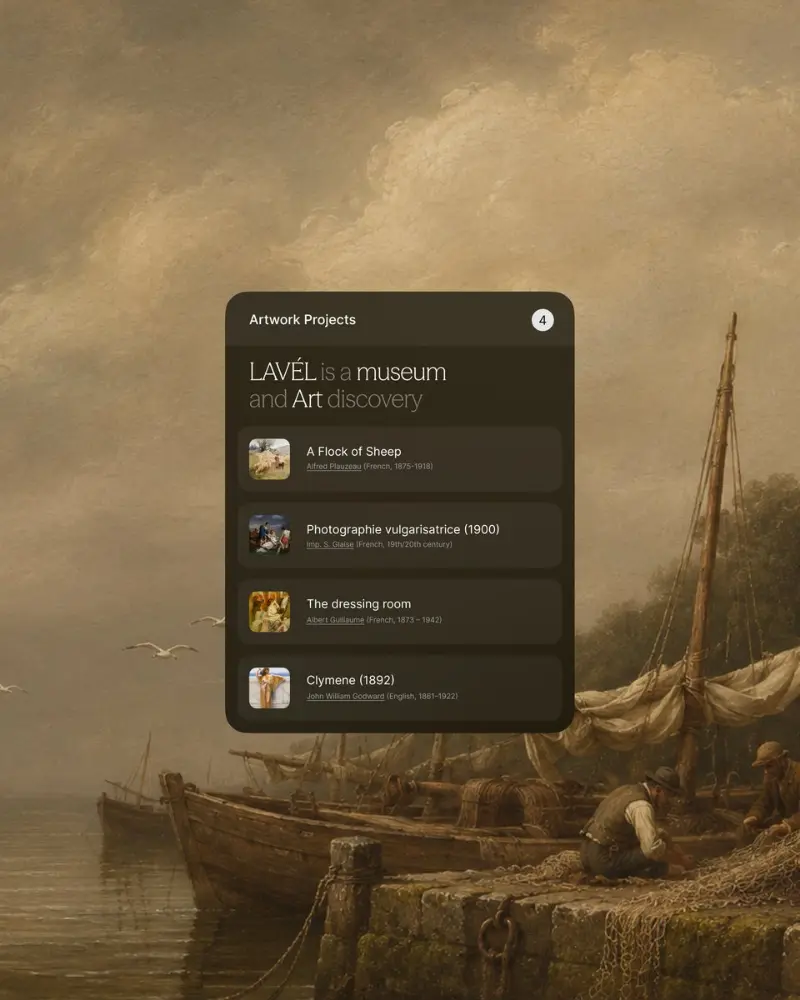 Artwork Projects
4
LAVÉL is a museum
and Art discovery
A Flock of Sheep
Alfred Plauzeau (French, 1875-1918)
Photographie vulgarisatrice (1900)
Imp. S. Glaise (French, 19th/20th century)
The dressing room
Albert Guillaume (French, 1873 – 1942)
Clymene (1892)
John William Godward (English, 1861–1922)